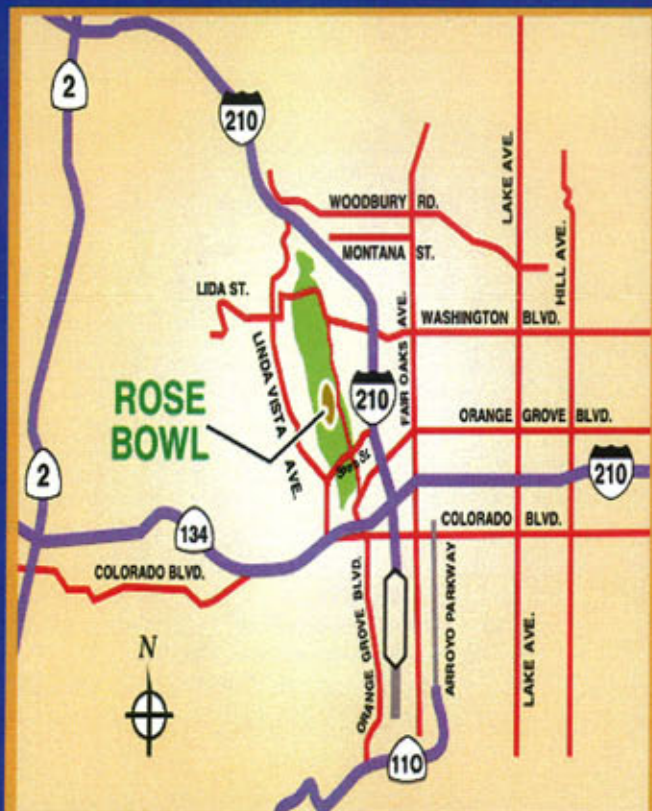 2
210
WOODBURY RD.
LAKE AVE.
MONTANA ST.
HILL AVE.
LIDA ST.
WASHINGTON BLVD.
FAIR OAKS AVE.
LINDA VISTA AVE.
ROSE
BOWL
210
ORANGE GROVE BLVD.
2
210
134
COLORADO BLVD.
COLORADO BLVD.
ORANGE GROVE BLVD.
ARROYO PARKWAY
LAKE AVE.
N
110